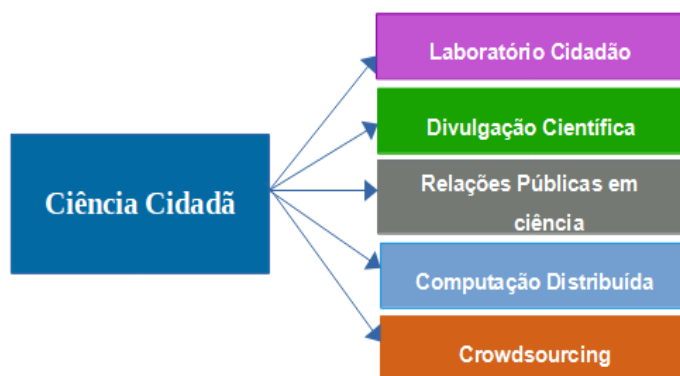 Ciência Cidadã
Laboratório Cidadão
Divulgação Científica
Relações Públicas em
ciência
Computação Distribuída
Crowdsourcing